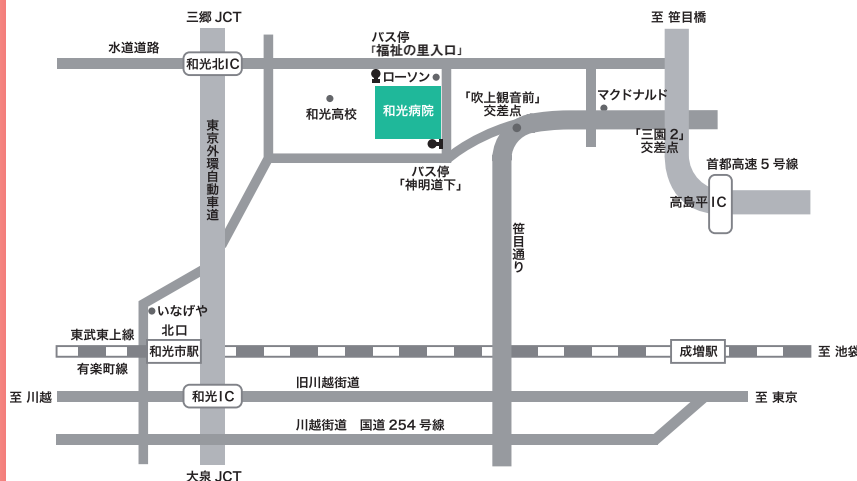 三郷 JCT
至 笹目橋
水道道路
和光北IC
バス停
「福祉の里入口」
ローソン
和光高校
和光病院
「吹上観音前」
交差点
マクドナルド
「三園 2」
交差点
東京外環自動車道
バス停
「神明道下」
首都高速 5 号線
高島平 IC
笹目通り
いなげや
北口
東武東上線
和光市駅
成増駅
至 池袋
有楽町線
至 川越
和光IC
旧川越街道
至 東京
川越街道　国道 254 号線
大泉 JCT